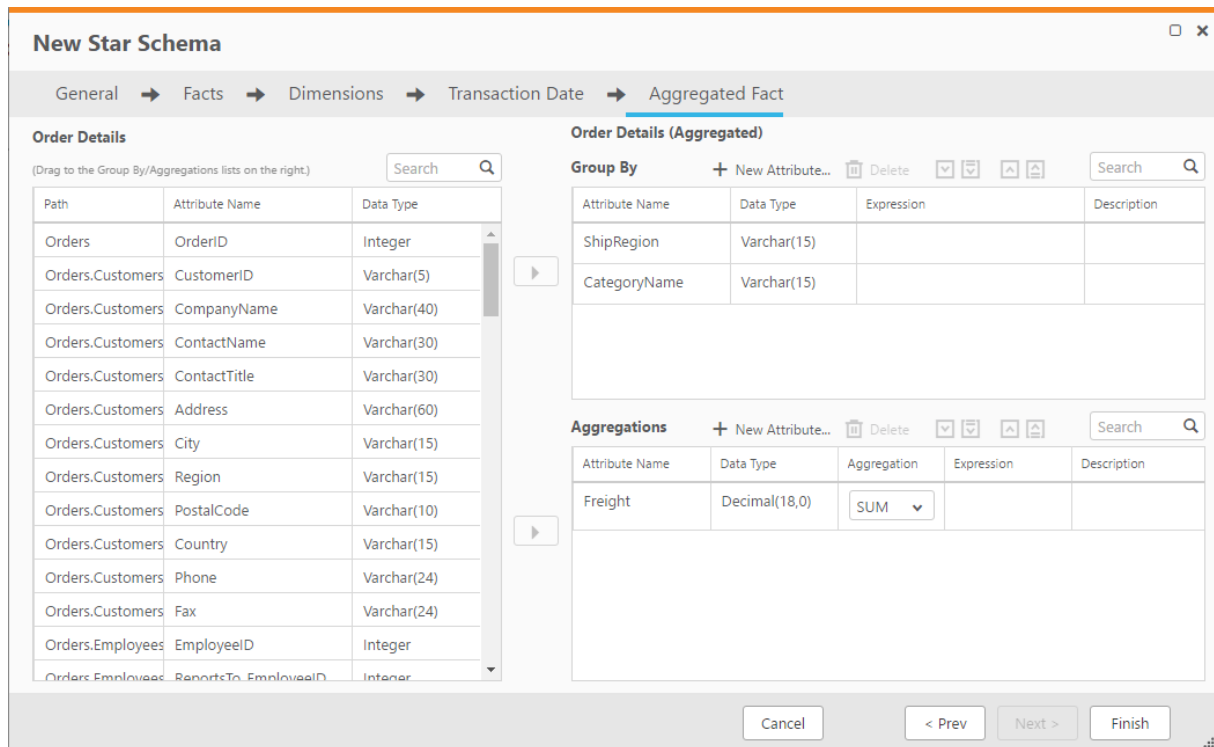 New Star Schema
General Facts Dimensions Transaction Date Aggregated Fact
Order Details
(Drag to the Group By/Aggregations lists on the right.) Search
Path Attribute Name Data Type
Orders OrderID Integer
Orders.Customers CustomerID Varchar(5)
Orders.Customers CompanyName Varchar(40)
Orders.Customers ContactName Varchar(30)
Orders.Customers ContactTitle Varchar(30)
Orders.Customers Address Varchar(60)
Orders.Customers City Varchar(15)
Orders.Customers Region Varchar(15)
Orders.Customers PostalCode Varchar(10)
Orders.Customers Country Varchar(15)
Orders.Customers Phone Varchar(24)
Orders.Customers Fax Varchar(24)
Orders.Employees EmployeeID Integer
Orders.Employees ReportsTo_EmployeeID Integer
Order Details (Aggregated)
Group By + New Attribute... Delete Search
Attribute Name Data Type Expression Description
ShipRegion Varchar(15)
CategoryName Varchar(15)
Aggregations + New Attribute... Delete Search
Attribute Name Data Type Aggregation Expression Description
Freight Decimal(18,0) SUM
Cancel < Prev Next > Finish